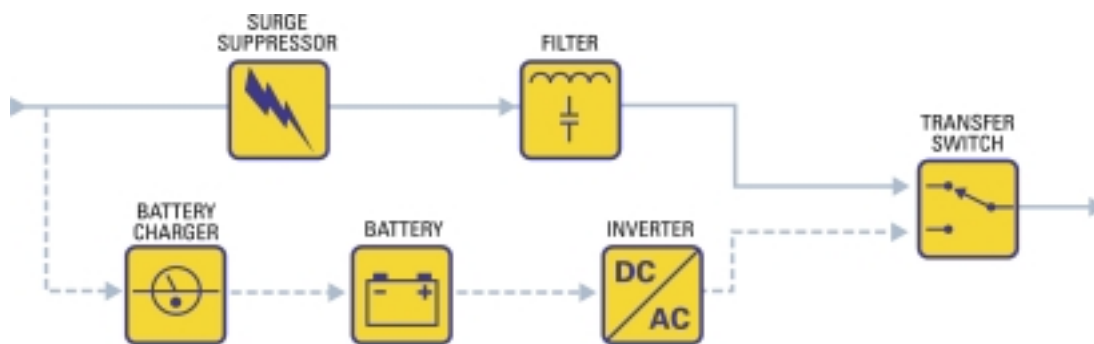 SURGE
SUPPRESSOR
FILTER
TRANSFER
SWITCH
BATTERY
CHARGER
BATTERY
INVERTER
- +
DC
AC